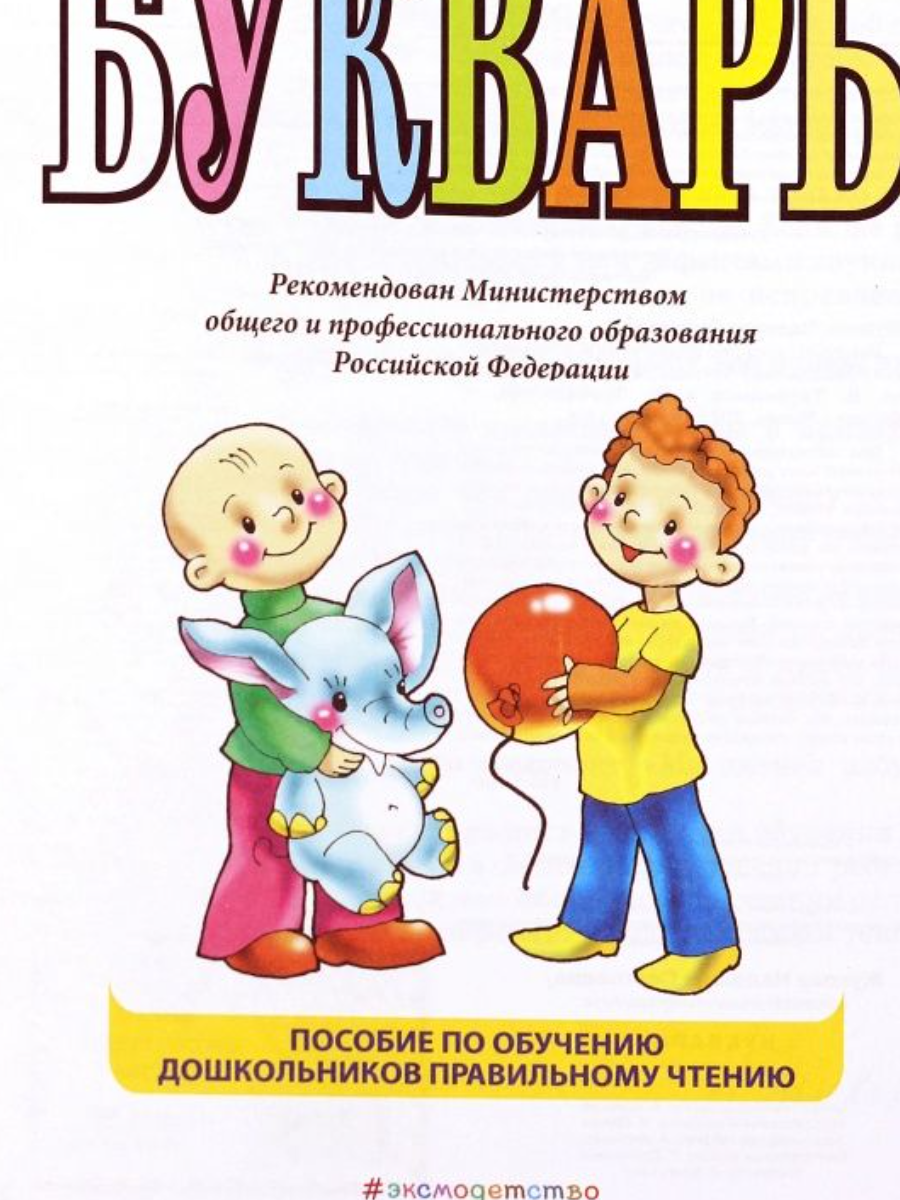 БУКВАРЬ
Рекомендован Министерством
общего и профессионального образования
Российской Федерации
ПОСОБИЕ ПО ОБУЧЕНИЮ
ДОШКОЛЬНИКОВ ПРАВИЛЬНОМУ ЧТЕНИЮ
#эксмодетство